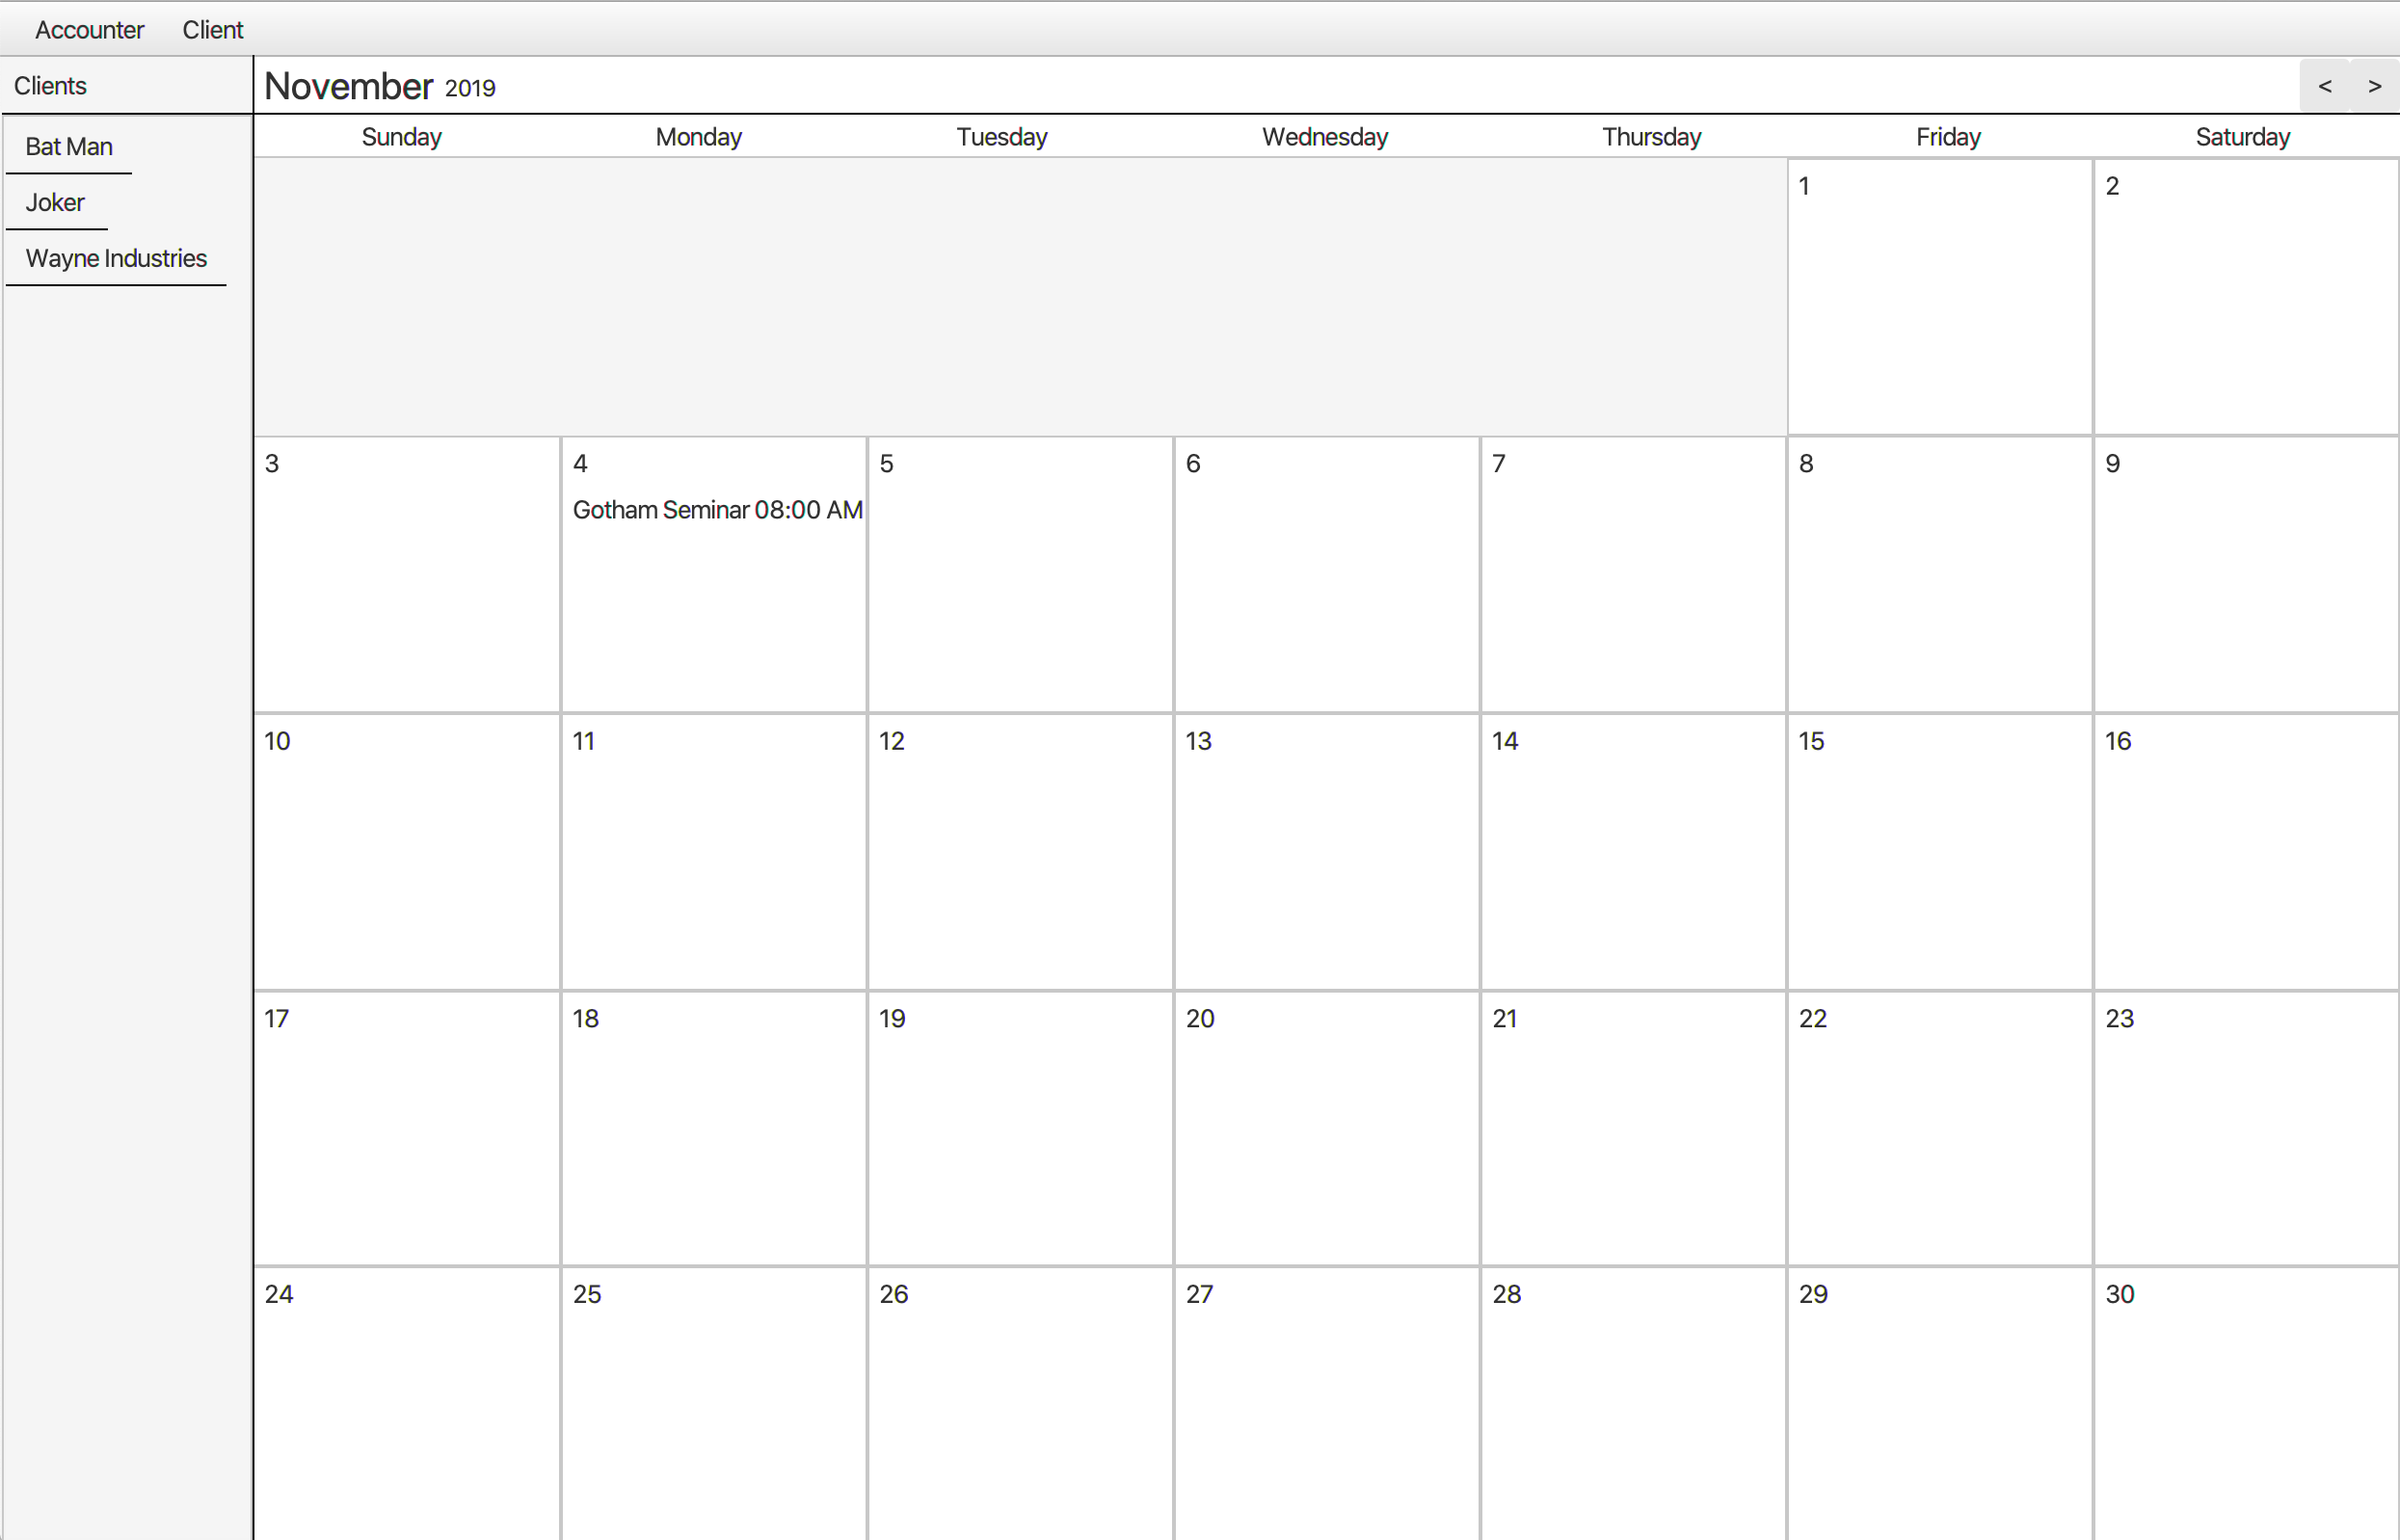 Accounter Client
Clients
November 2019 < >
Sunday Monday Tuesday Wednesday Thursday Friday Saturday
Bat Man
Joker
Wayne Industries
1 2
3 4 5 6 7 8 9
Gotham Seminar 08:00 AM
10 11 12 13 14 15 16
17 18 19 20 21 22 23
24 25 26 27 28 29 30